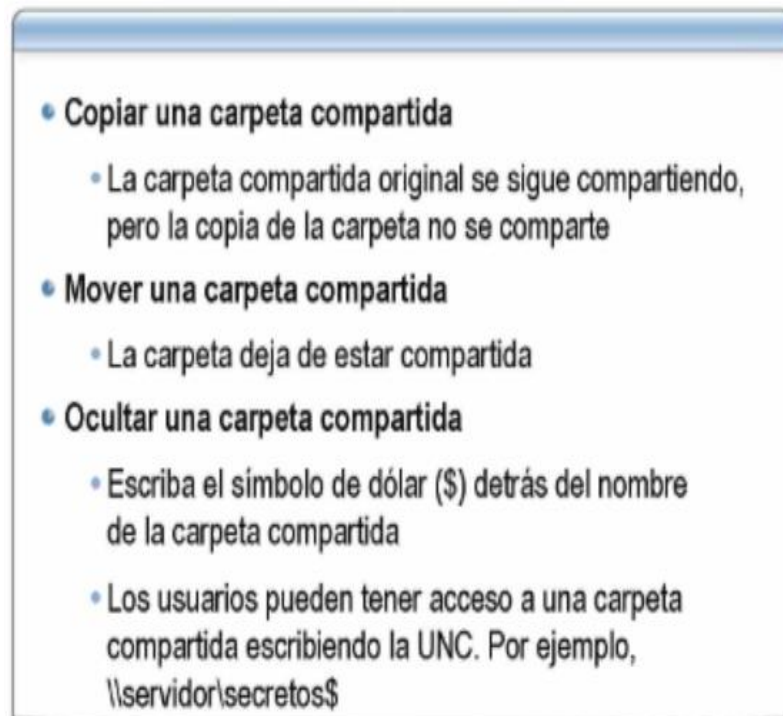 Copiar una carpeta compartida
La carpeta compartida original se sigue compartiendo,
pero la copia de la carpeta no se comparte
Mover una carpeta compartida
La carpeta deja de estar compartida
Ocultar una carpeta compartida
Escriba el símbolo de dólar ($) detrás del nombre
de la carpeta compartida
Los usuarios pueden tener acceso a una carpeta
compartida escribiendo la UNC. Por ejemplo,
\\servidor\secretos$